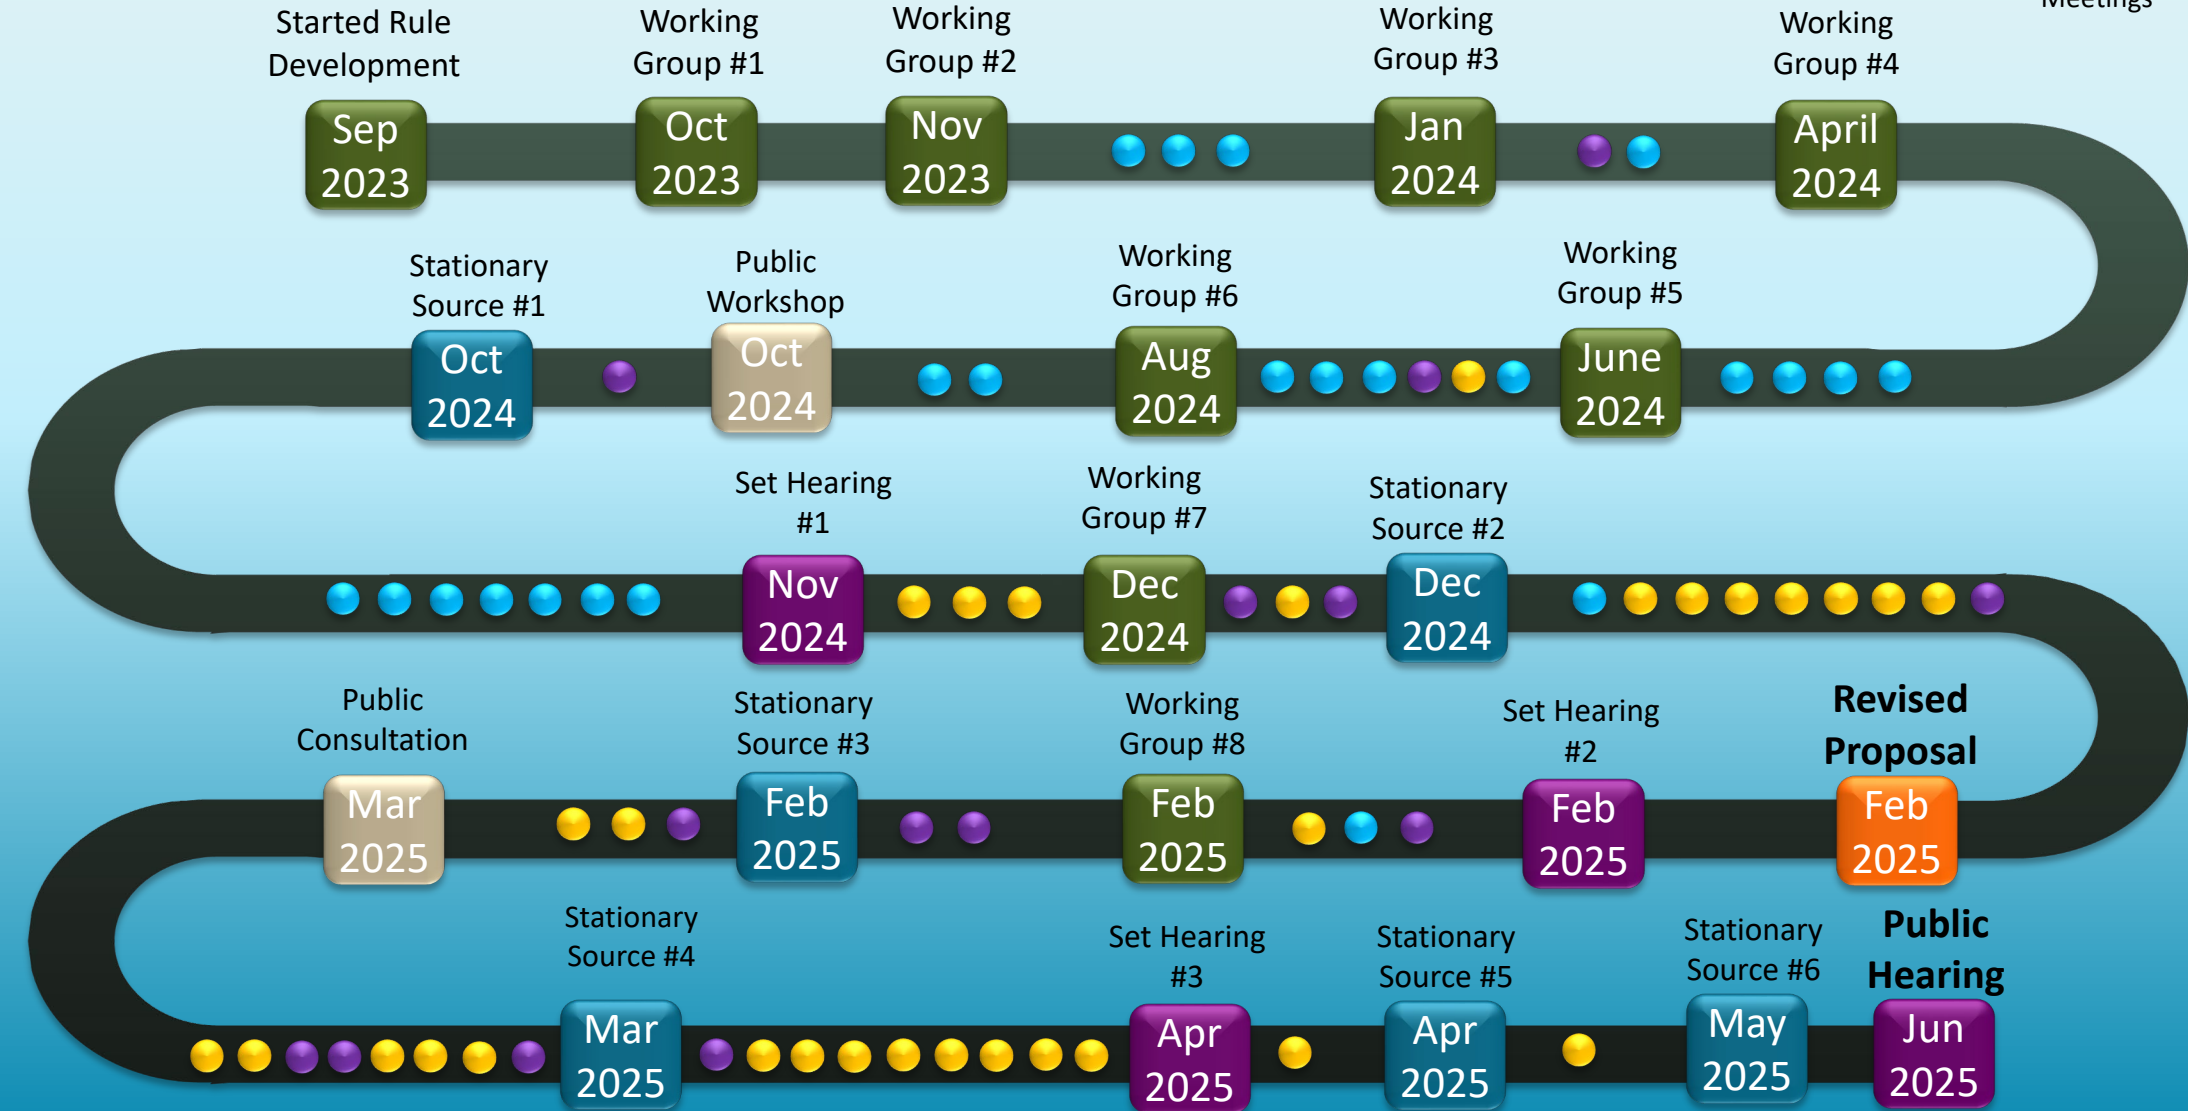 Meetings
Started Rule
Development
Working
Group #1
Working
Group #2
Working
Group #3
Working
Group #4
Sep
2023
Oct
2023
Nov
2023
Jan
2024
April
2024
Stationary
Source #1
Public
Workshop
Working
Group #6
Working
Group #5
Oct
2024
Oct
2024
Aug
2024
June
2024
Set Hearing
#1
Working
Group #7
Stationary
Source #2
Nov
2024
Dec
2024
Dec
2024
Public
Consultation
Stationary
Source #3
Working
Group #8
Set Hearing
#2
Revised
Proposal
Mar
2025
Feb
2025
Feb
2025
Feb
2025
Feb
2025
Stationary
Source #4
Set Hearing
#3
Stationary
Source #5
Stationary
Source #6
Public
Hearing
Mar
2025
Apr
2025
Apr
2025
May
2025
Jun
2025